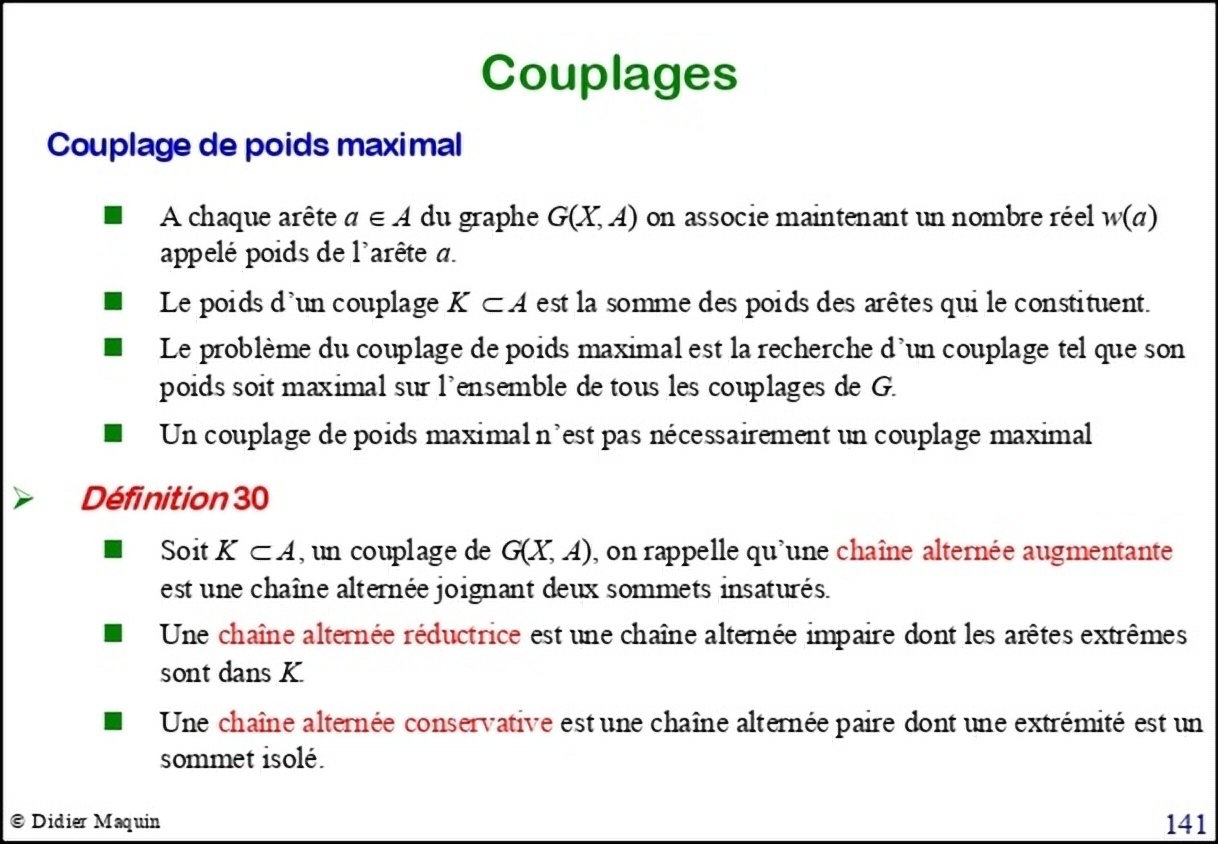 Couplages
Couplage de poids maximal
A chaque arête a ∈ A du graphe G(X, A) on associe maintenant un nombre réel w(a)
appelé poids de l'arête a.
Le poids d'un couplage K ⊂ A est la somme des poids des arêtes qui le constituent.
Le problème du couplage de poids maximal est la recherche d'un couplage tel que son
poids soit maximal sur l'ensemble de tous les couplages de G.
Un couplage de poids maximal n'est pas nécessairement un couplage maximal
Définition 30
Soit K ⊂ A, un couplage de G(X, A), on rappelle qu'une chaîne alternée augmentante
est une chaîne alternée joignant deux sommets insaturés.
Une chaîne alternée réductrice est une chaîne alternée impaire dont les arêtes extrêmes
sont dans K.
Une chaîne alternée conservative est une chaîne alternée paire dont une extrémité est un
sommet isolé.
© Didier Maquin
141